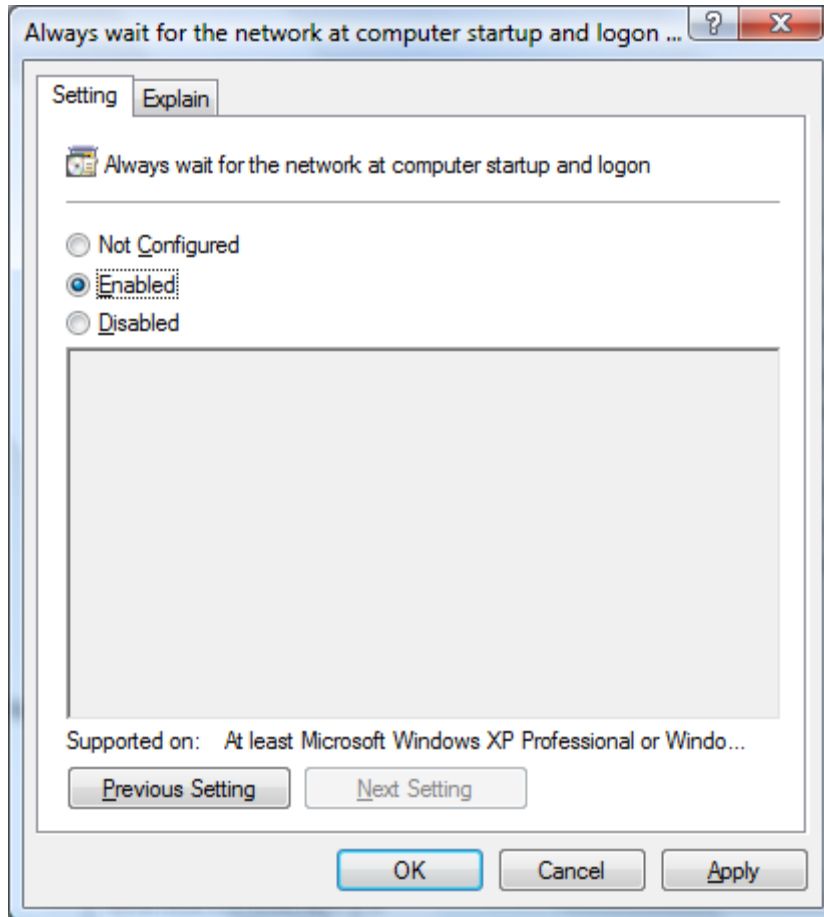 Always wait for the network at computer startup and logon ...
Setting Explain
Always wait for the network at computer startup and logon
Not Configured
Enabled
Disabled
Supported on: At least Microsoft Windows XP Professional or Windo...
Previous Setting Next Setting
OK Cancel Apply